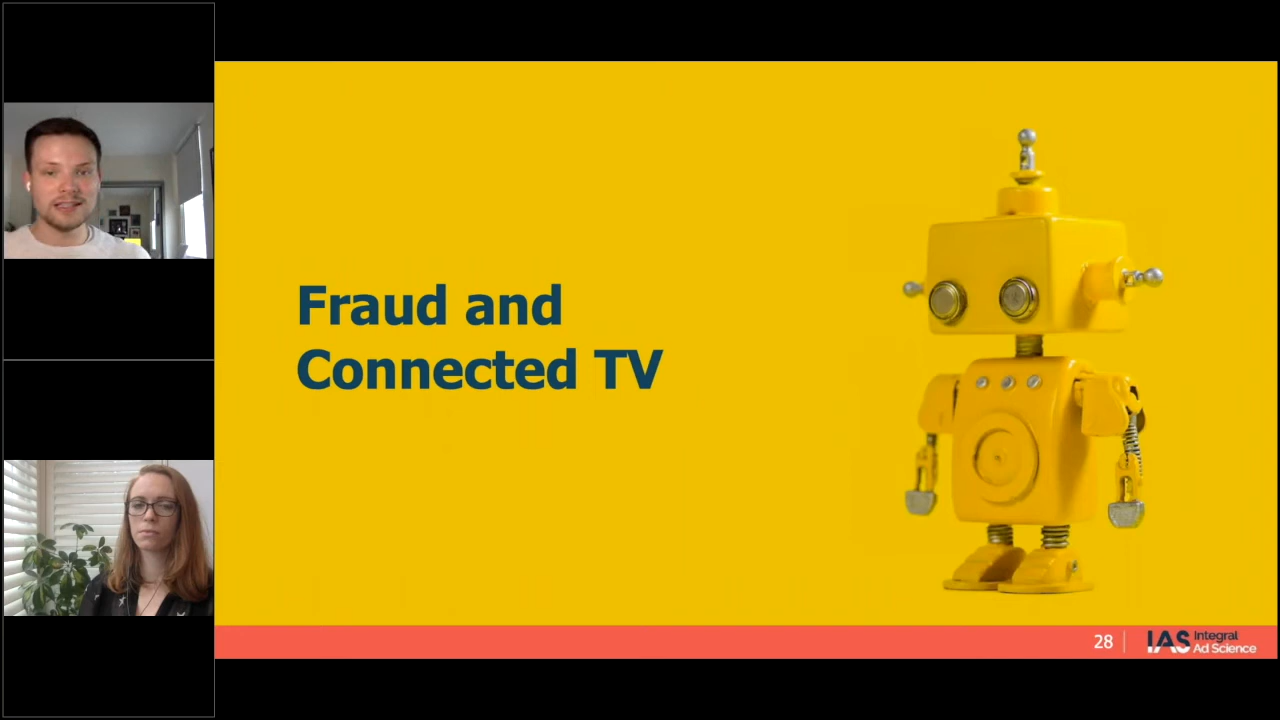 Fraud and
Connected TV
28
IAS Integral
Ad Science